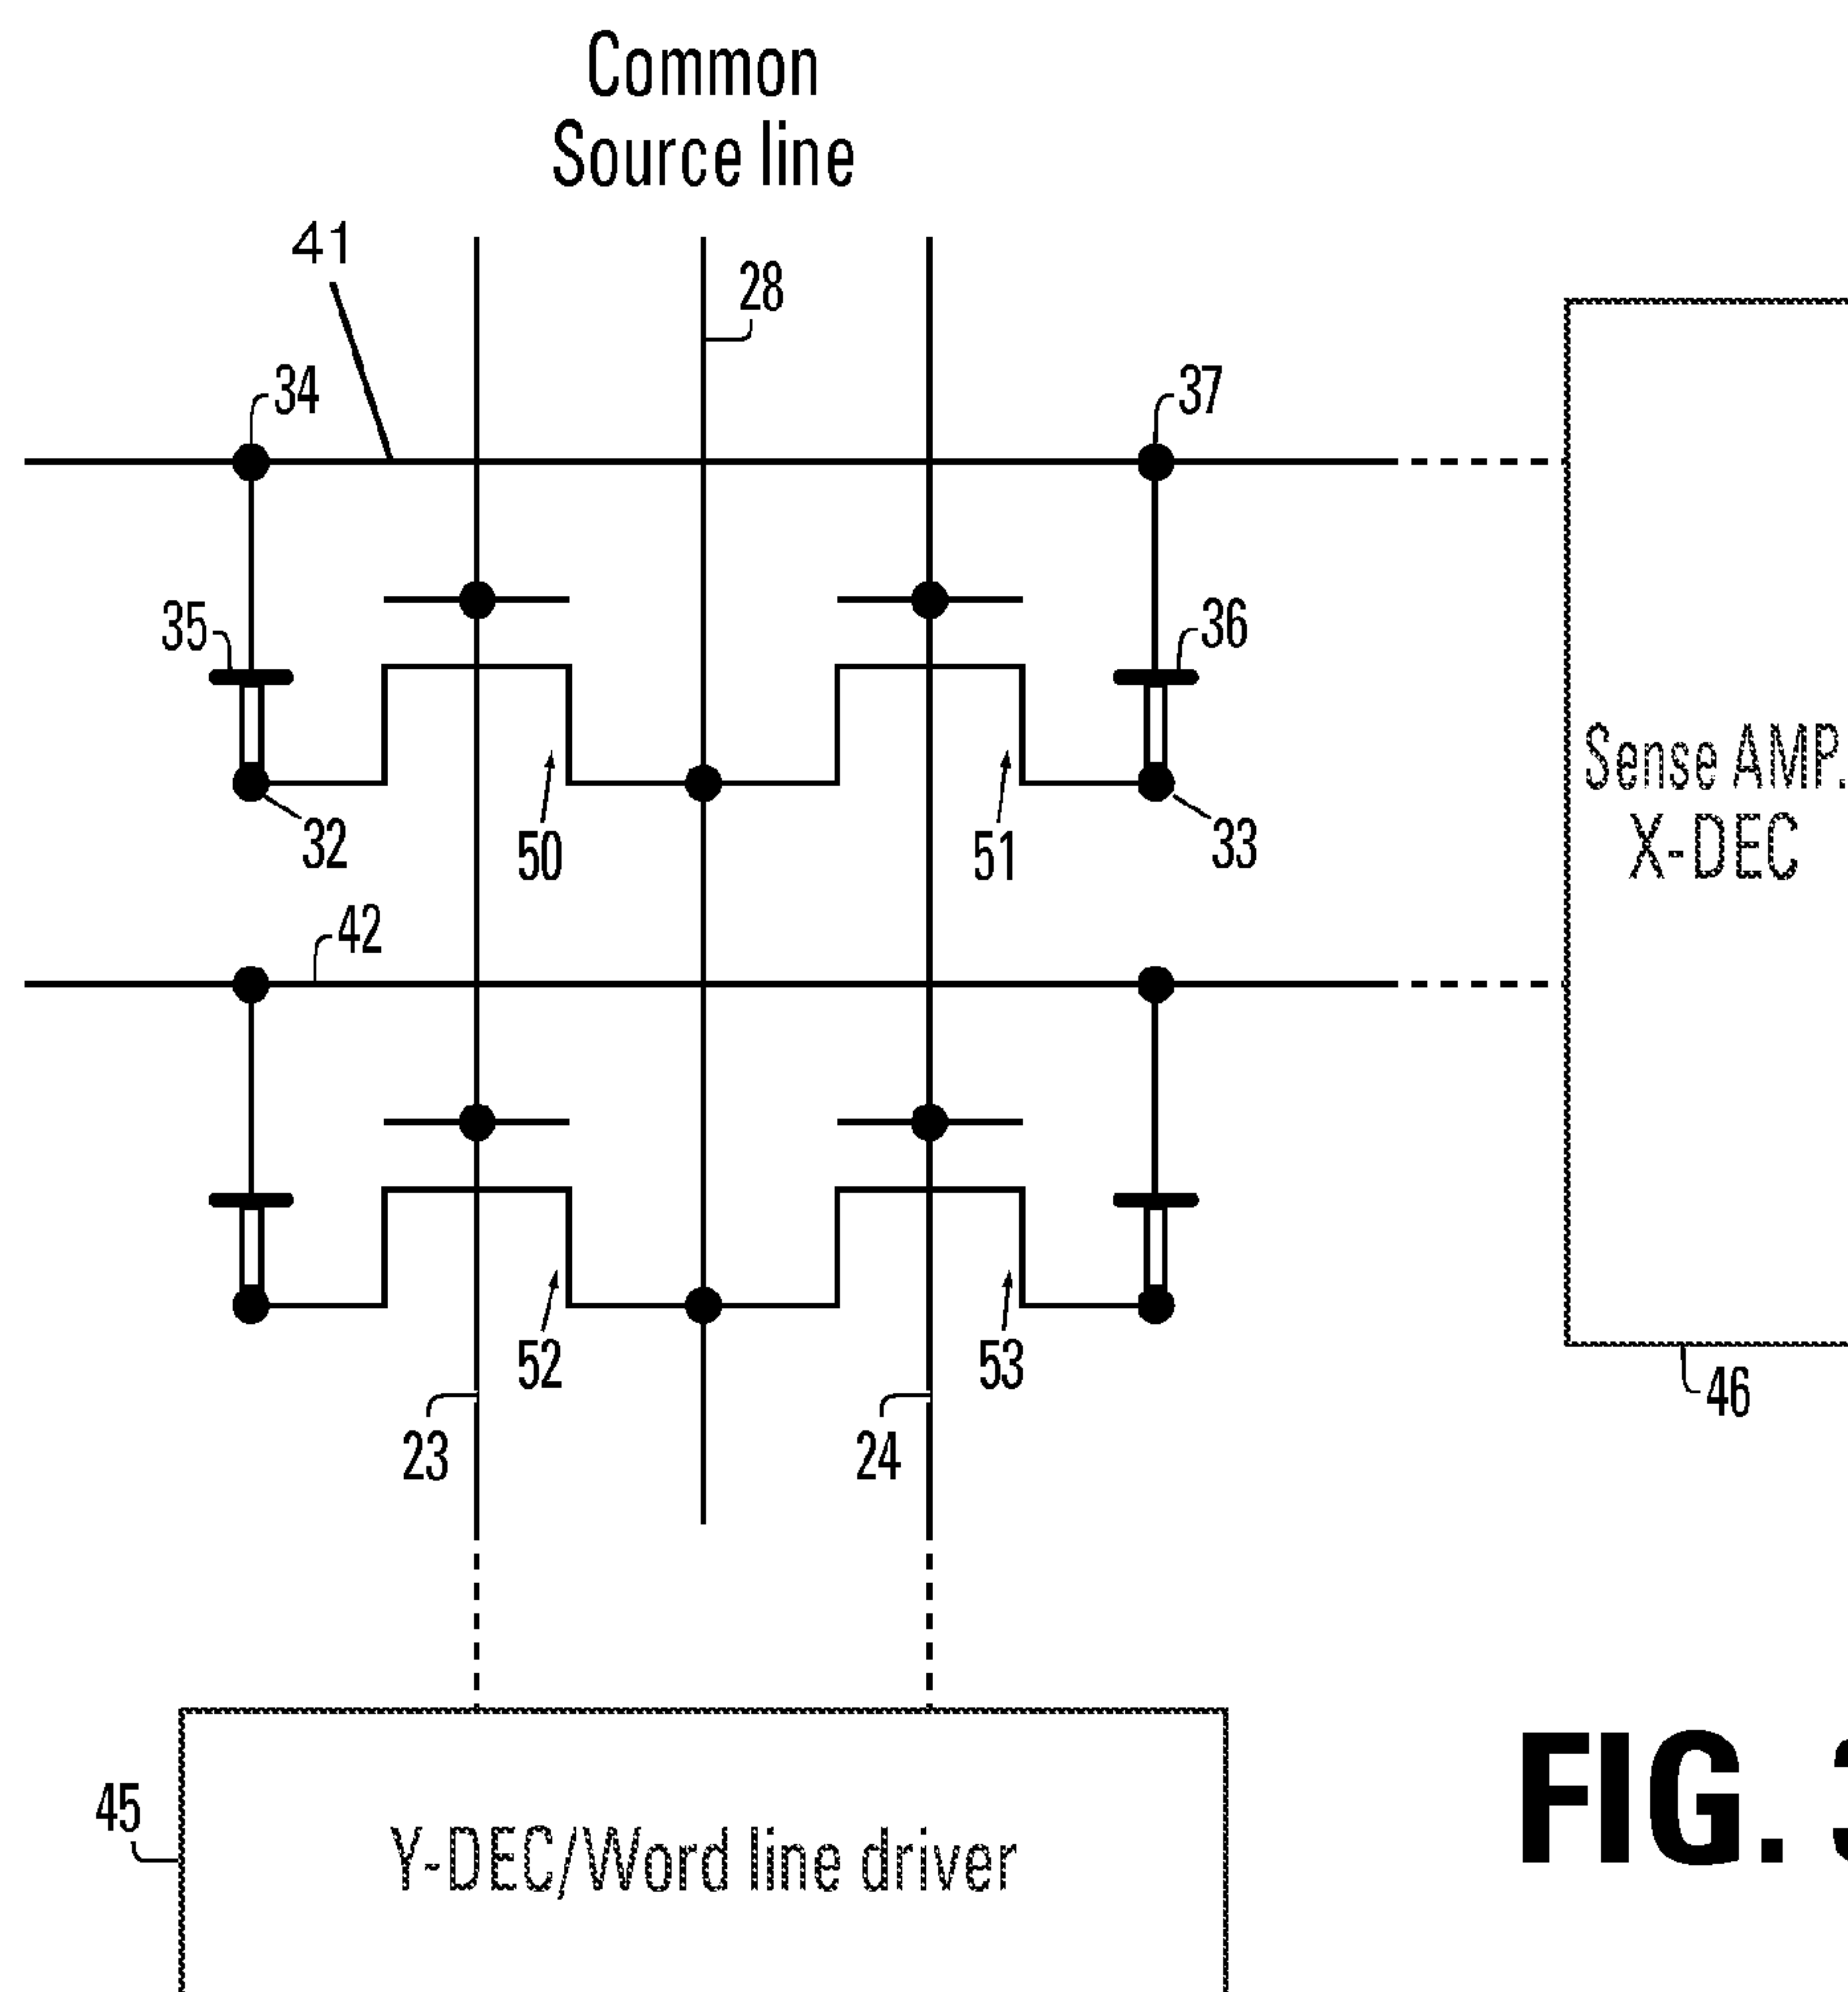 Common
Source line
41
28
34
37
35
36
Sense AMP.
X-DEC
32
50
51
33
42
52
53
46
23
24
45
Y-DEC/Word line driver
FIG.